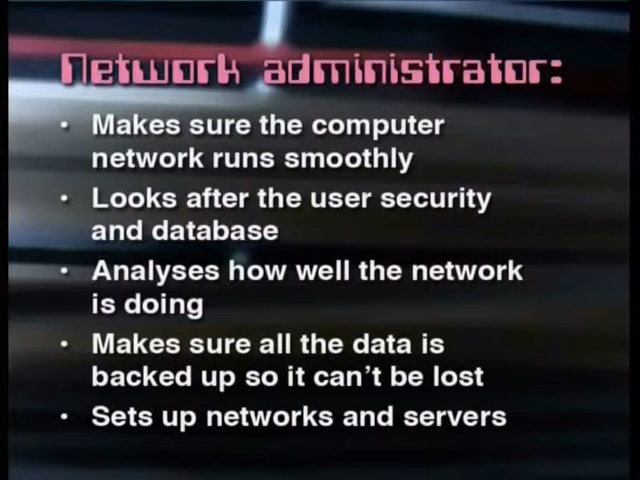 Network administrator:
• Makes sure the computer
network runs smoothly
• Looks after the user security
and database
• Analyses how well the network
is doing
• Makes sure all the data is
backed up so it can't be lost
• Sets up networks and servers